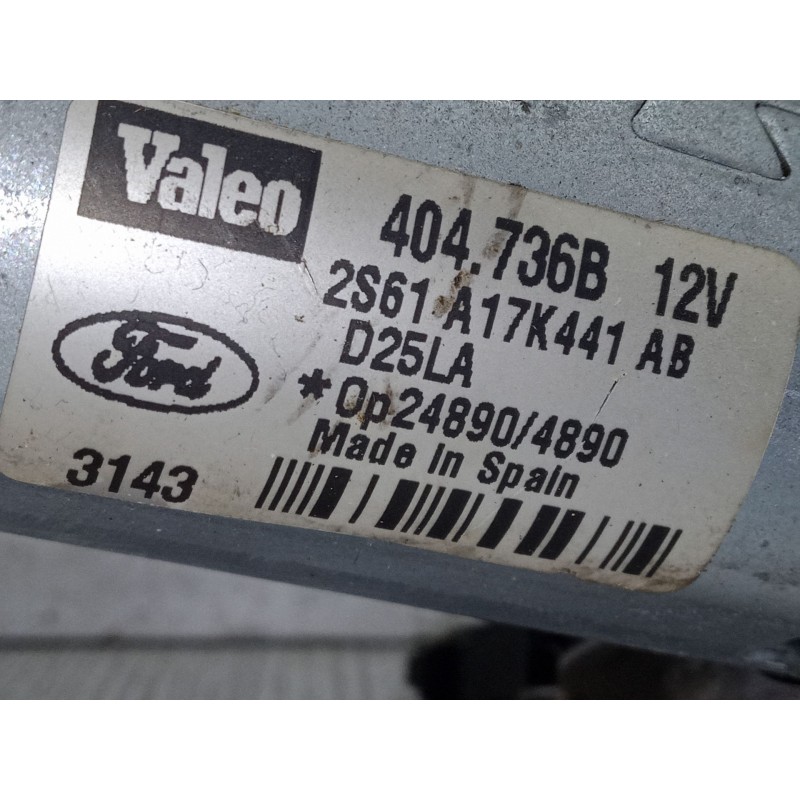 Valeo
404.736B 12V
2S61 A17K441 AB
D25LA
*Op24890/4890
Made in Spain
Ford
3143